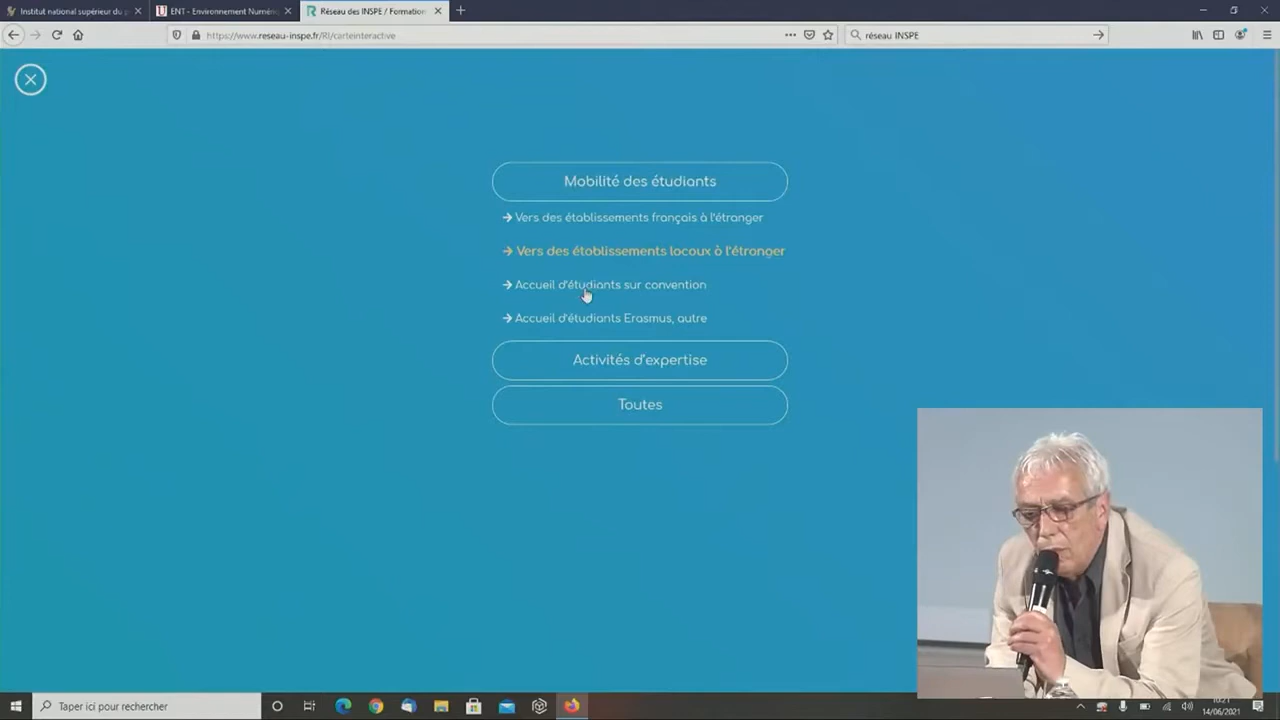 Institut national supérieur du p
ENT - Environnement Numériq
Réseau des INSPE / Formation
https://www.reseau-inspe.fr/RI/carteinteractive
réseau INSPE
Mobilité des étudiants
Vers des établissements français à l'étranger
Vers des établissements locaux à l'étranger
Accueil d'étudiants sur convention
Accueil d'étudiants Erasmus, autre
Activités d'expertise
Toutes
Taper ici pour rechercher
10:21
14/06/2021